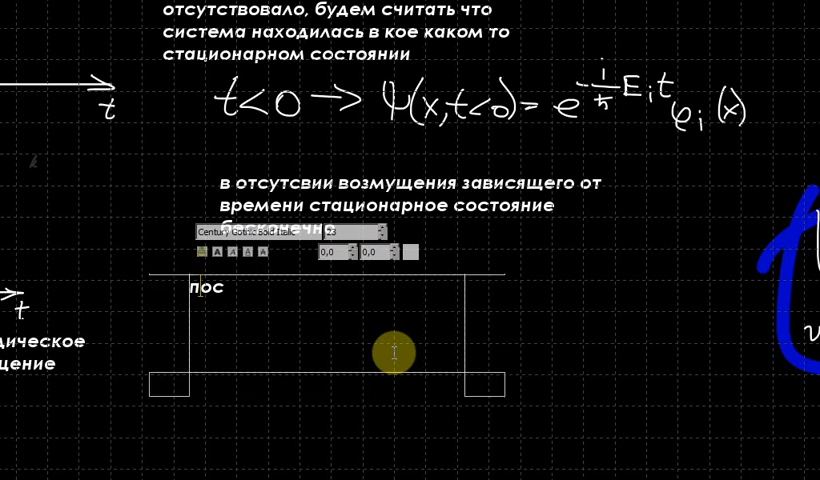 отсутствовало, будем считать что
система находилась в кое каком то
стационарном состоянии
t
t<0 → ψ(x,t<0)= e^{-i/ħ E_i t} φ_i (x)
в отсутсвии возмущения зависящего от
времени стационарное состояние
бесконечно
Century Gothic Bold Italic 23
A A A A
0,0 0,0
пос
t
дическое
щение